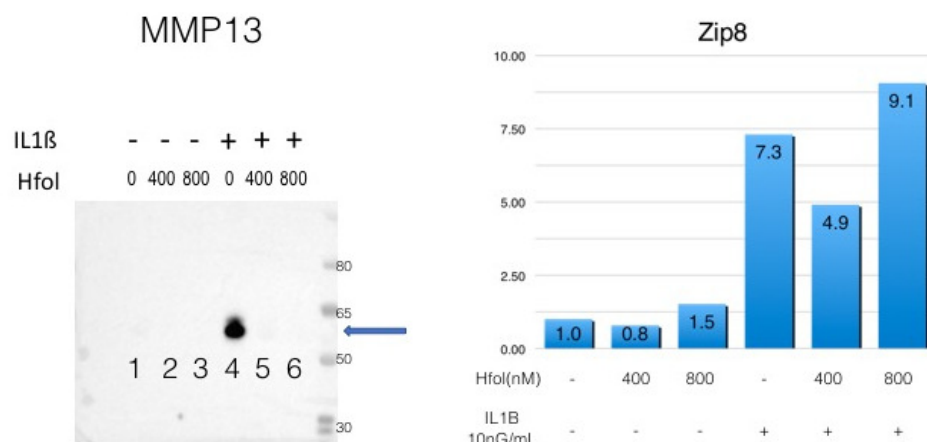 MMP13
IL1ß - - - + + +
Hfol 0 400 800 0 400 800
80
65
50
30
1 2 3 4 5 6
Zip8
10.00
7.50
5.00
2.50
0.00
1.0 0.8 1.5 7.3 4.9 9.1
Hfol(nM) - 400 800 - 400 800
IL1B
10nG/mL - - - + + +